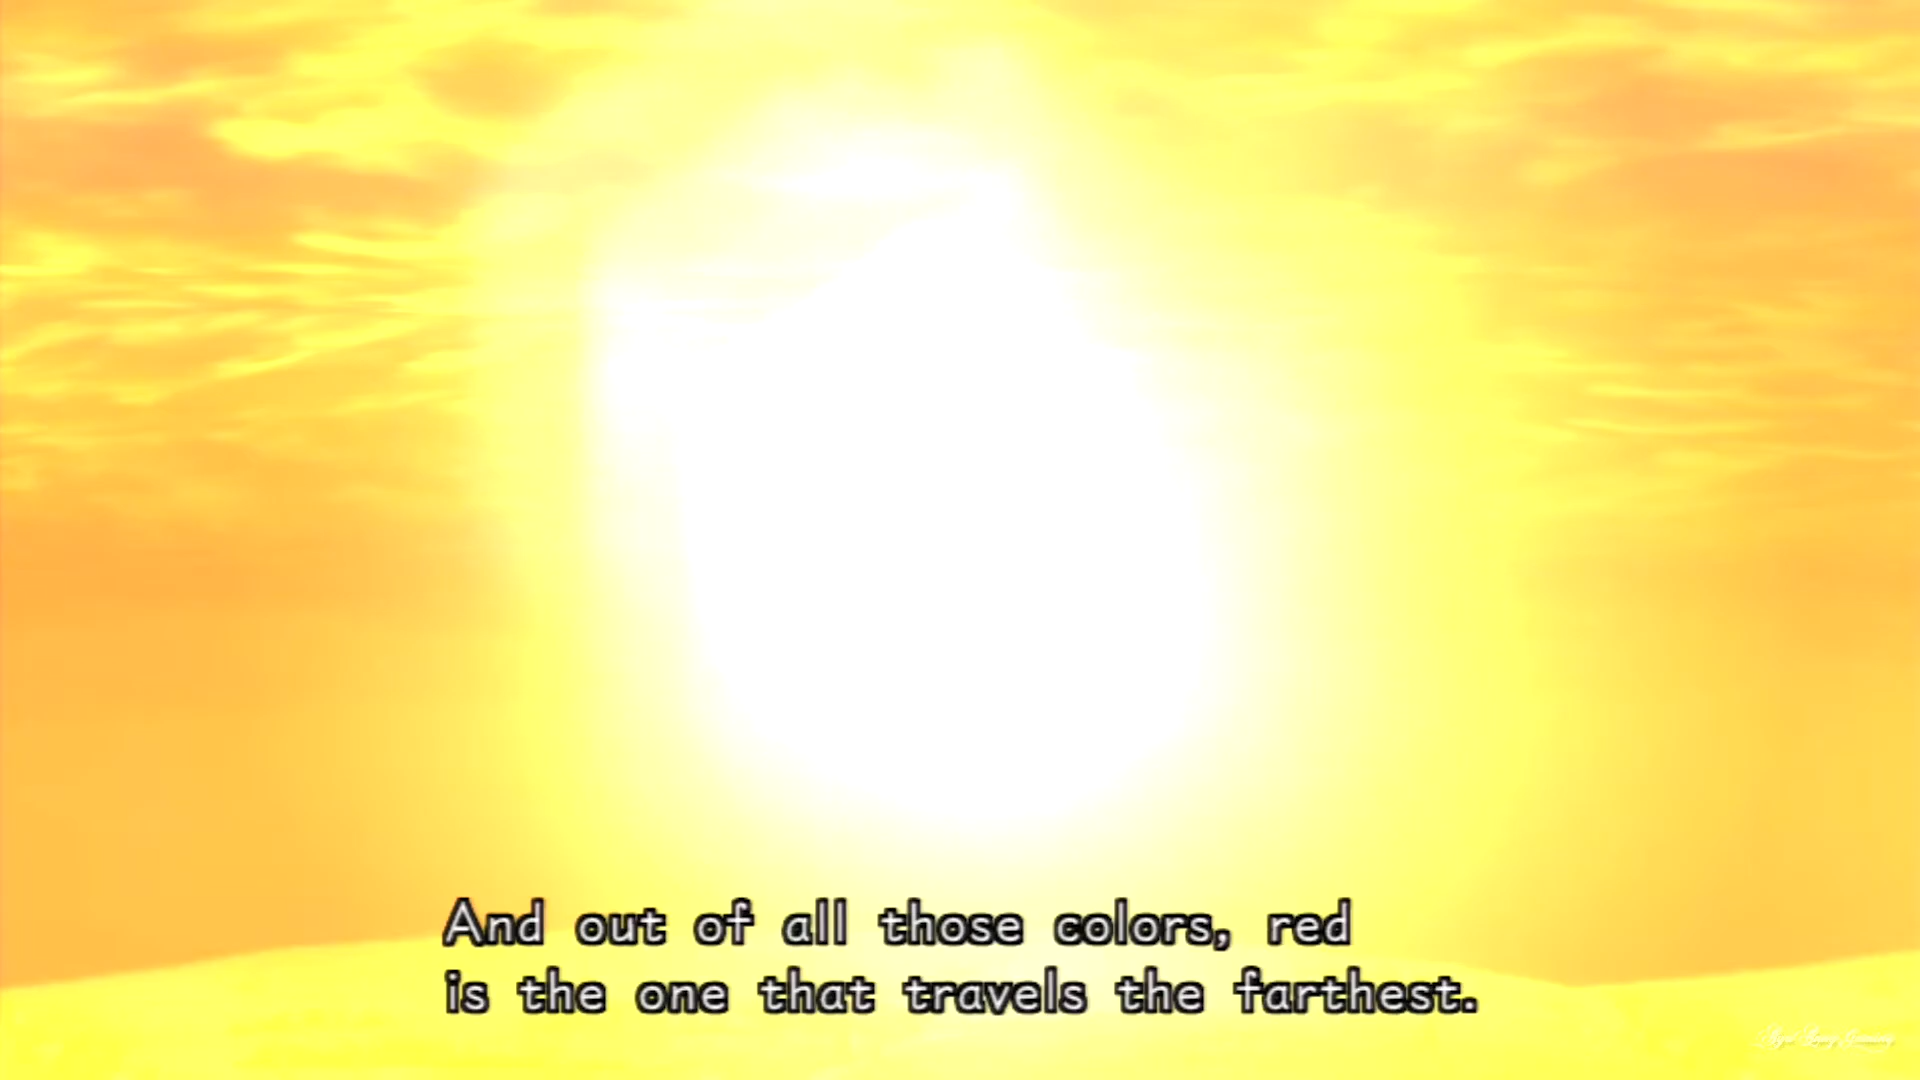 And out of all those colors, red
is the one that travels the farthest.